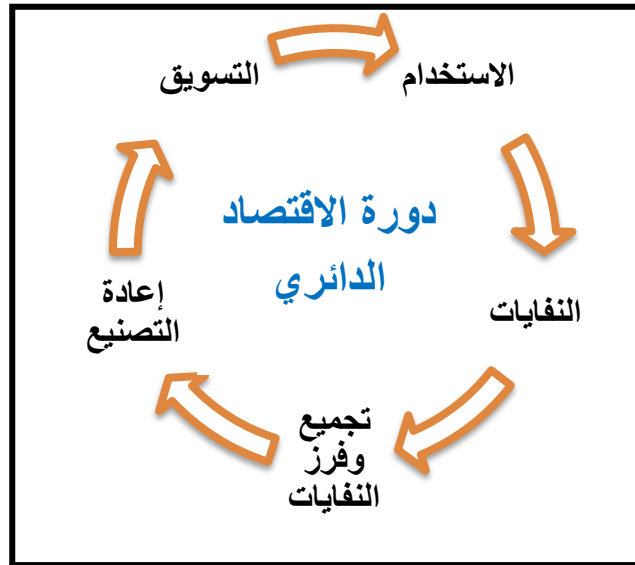 دورة الاقتصاد
الدائري
الاستخدام
النفايات
تجميع
وفرز
النفايات
إعادة
التصنيع
التسويق